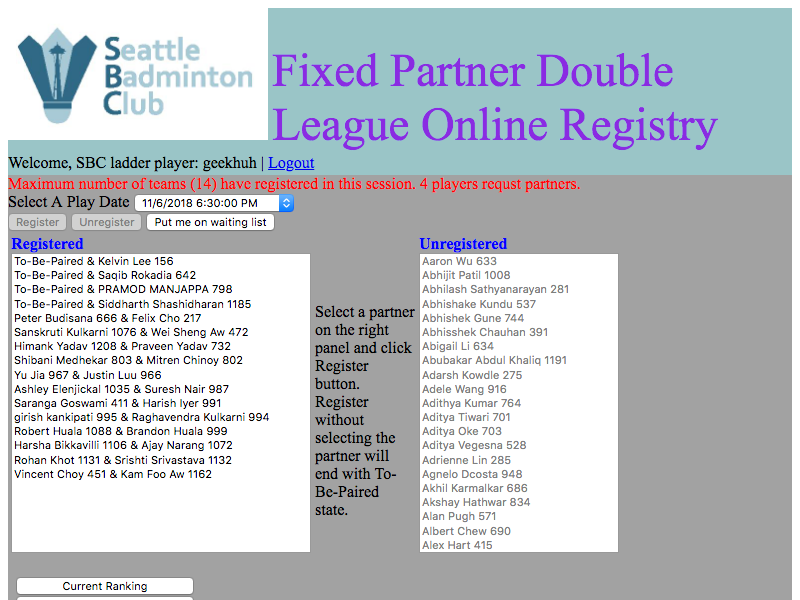 Seattle
Badminton
Club
Fixed Partner Double
League Online Registry
Welcome, SBC ladder player: geekhuh | Logout
Maximum number of teams (14) have registered in this session. 4 players requst partners.
Select A Play Date 11/6/2018 6:30:00 PM
Register Unregister Put me on waiting list
Registered
To-Be-Paired & Kelvin Lee 156
To-Be-Paired & Saqib Rokadia 642
To-Be-Paired & PRAMOD MANJAPPA 798
To-Be-Paired & Siddharth Shashidharan 1185
Peter Budisana 666 & Felix Cho 217
Sanskruti Kulkarni 1076 & Wei Sheng Aw 472
Himank Yadav 1208 & Praveen Yadav 732
Shibani Medhekar 803 & Mitren Chinoy 802
Yu Jia 967 & Justin Luu 966
Ashley Elenjickal 1035 & Suresh Nair 987
Saranga Goswami 411 & Harish Iyer 991
girish kankipati 995 & Raghavendra Kulkarni 994
Robert Huala 1088 & Brandon Huala 999
Harsha Bikkavilli 1106 & Ajay Narang 1072
Rohan Khot 1131 & Srishti Srivastava 1132
Vincent Choy 451 & Kam Foo Aw 1162
Select a partner
on the right
panel and click
Register
button.
Register
without
selecting the
partner will
end with To-
Be-Paired
state.
Unregistered
Aaron Wu 633
Abhijit Patil 1008
Abhilash Sathyanarayan 281
Abhishake Kundu 537
Abhishek Gune 744
Abhisshek Chauhan 391
Abigail Li 634
Abubakar Abdul Khaliq 1191
Adarsh Kowdle 275
Adele Wang 916
Adithya Kumar 764
Aditya Tiwari 701
Aditya Oke 703
Aditya Vegesna 528
Adrienne Lin 285
Agnelo Dcosta 948
Akhil Karmalkar 686
Akshay Hathwar 834
Alan Pugh 571
Albert Chew 690
Alex Hart 415
Current Ranking